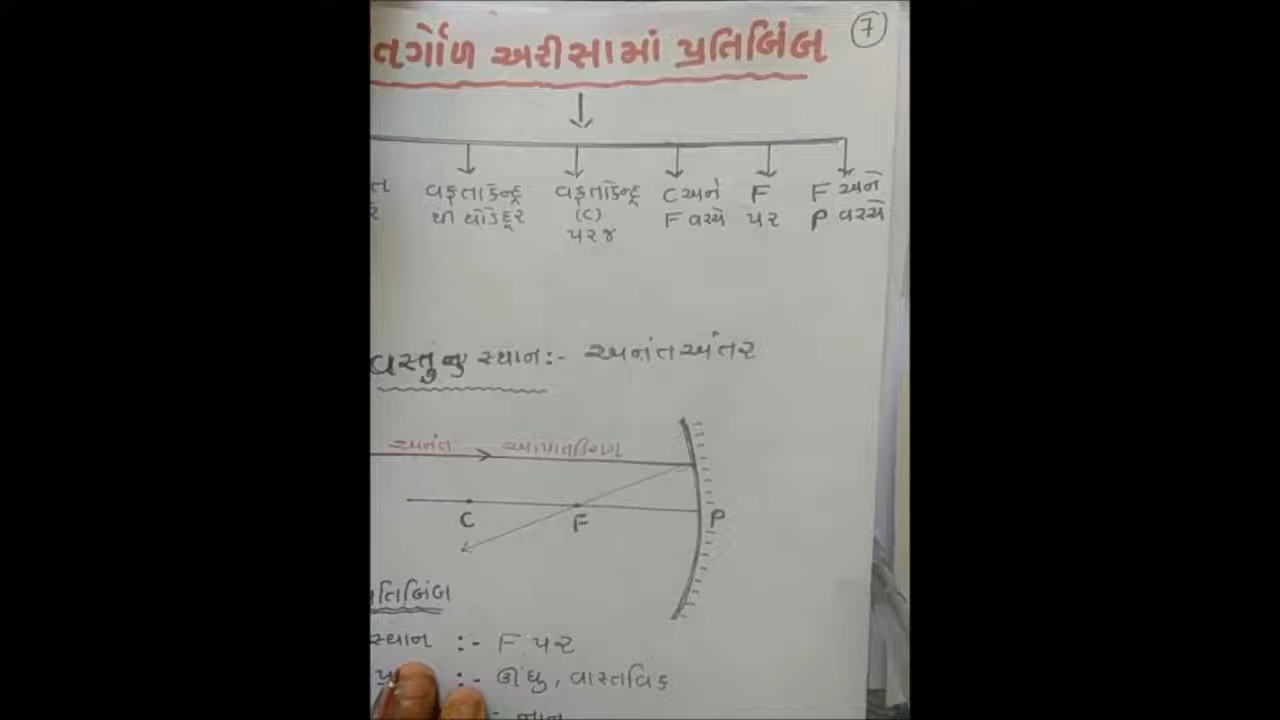 તર્ગોળ અરીસામાં પ્રતિબિંબ
7
ત વક્રતાકેન્દ્ર વક્રતાકેન્દ્ર C અને F F અને
રે થી થોડેદૂર (C) F વચ્ચે પર P વચ્ચે
પર જ
વસ્તુનુ સ્થાન :- અનંત અંતર
અનંત આપાતકિરણ
C F P
પ્રતિબિંબ
સ્થાન :- F પર
:- ઊંધુ, વાસ્તવિક